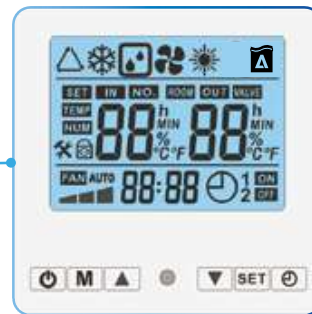 SET IN NO. ROOM OUT VALVE
TEMP 88 h 88 h
NUM MIN MIN
% %
°C°F °C°F
FAN AUTO 88:88 1 ON
2 OFF
M SET